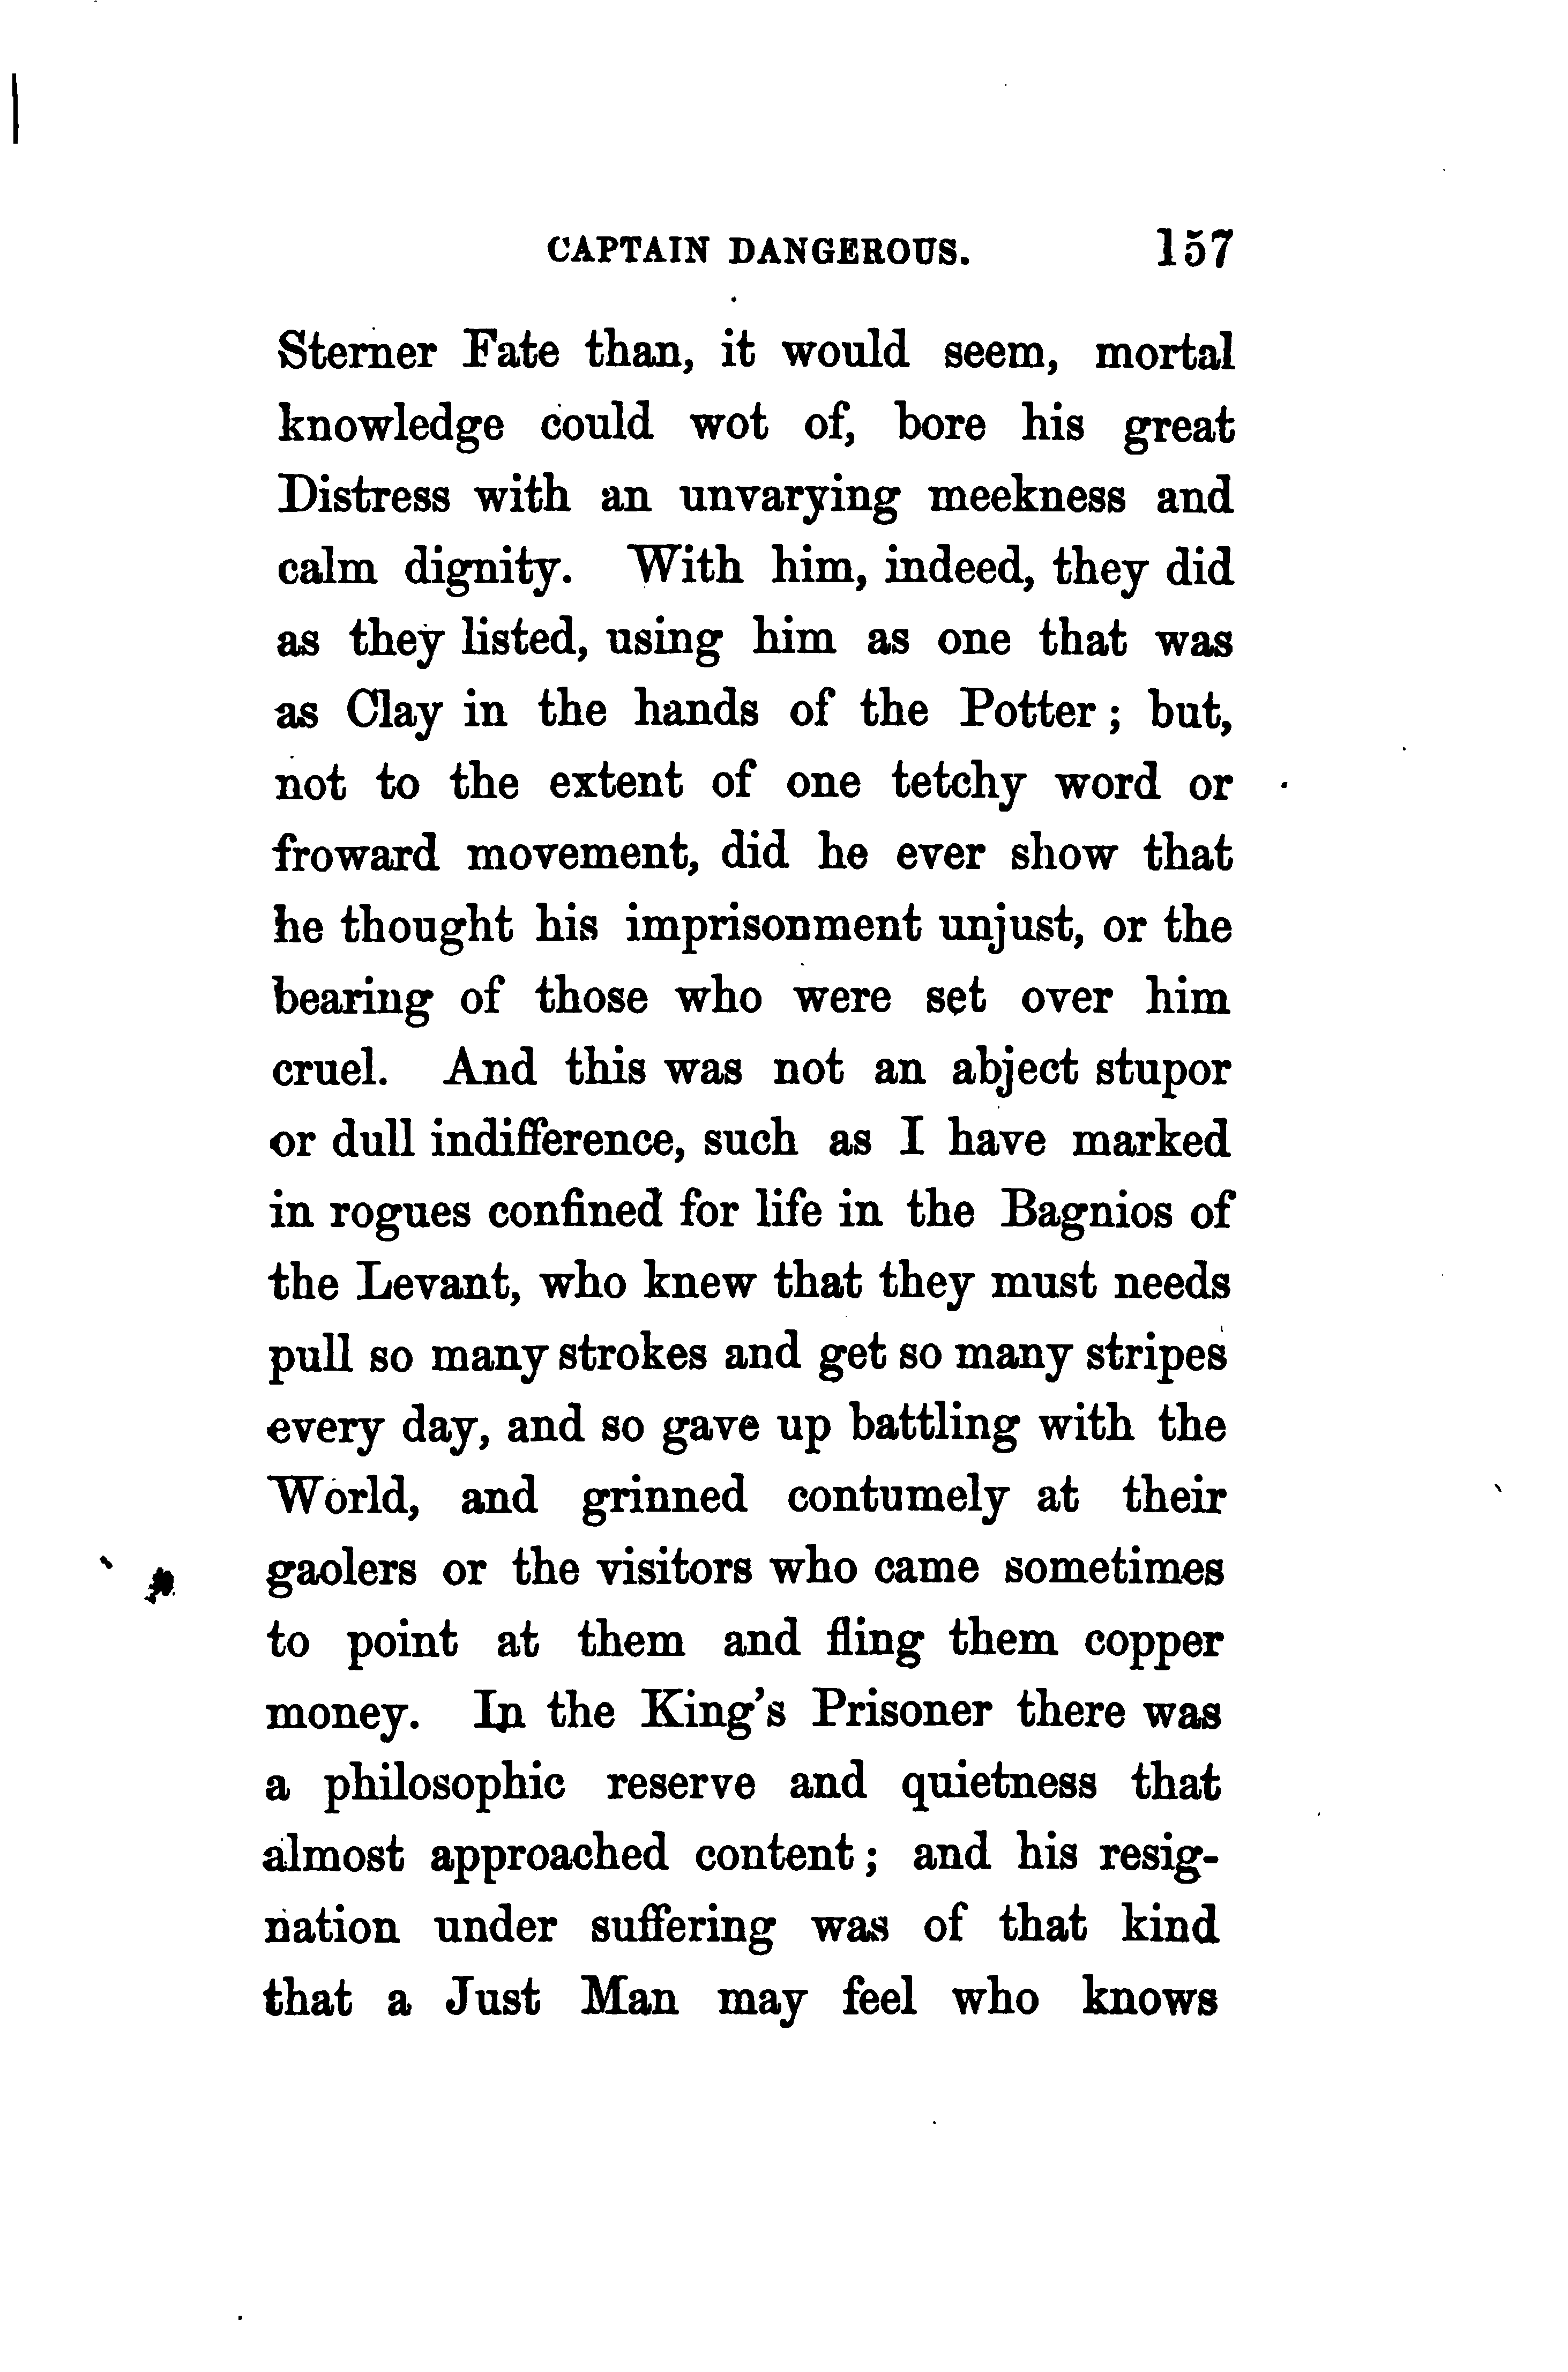 CAPTAIN DANGEROUS. 157
Sterner Fate than, it would seem, mortal
knowledge could wot of, bore his great
Distress with an unvarying meekness and
calm dignity. With him, indeed, they did
as they listed, using him as one that was
as Clay in the hands of the Potter; but,
not to the extent of one tetchy word or
froward movement, did he ever show that
he thought his imprisonment unjust, or the
bearing of those who were set over him
cruel. And this was not an abject stupor
or dull indifference, such as I have marked
in rogues confined for life in the Bagnios of
the Levant, who knew that they must needs
pull so many strokes and get so many stripes
every day, and so gave up battling with the
World, and grinned contumely at their
gaolers or the visitors who came sometimes
to point at them and fling them copper
money. In the King's Prisoner there was
a philosophic reserve and quietness that
almost approached content; and his resig-
nation under suffering was of that kind
that a Just Man may feel who knows